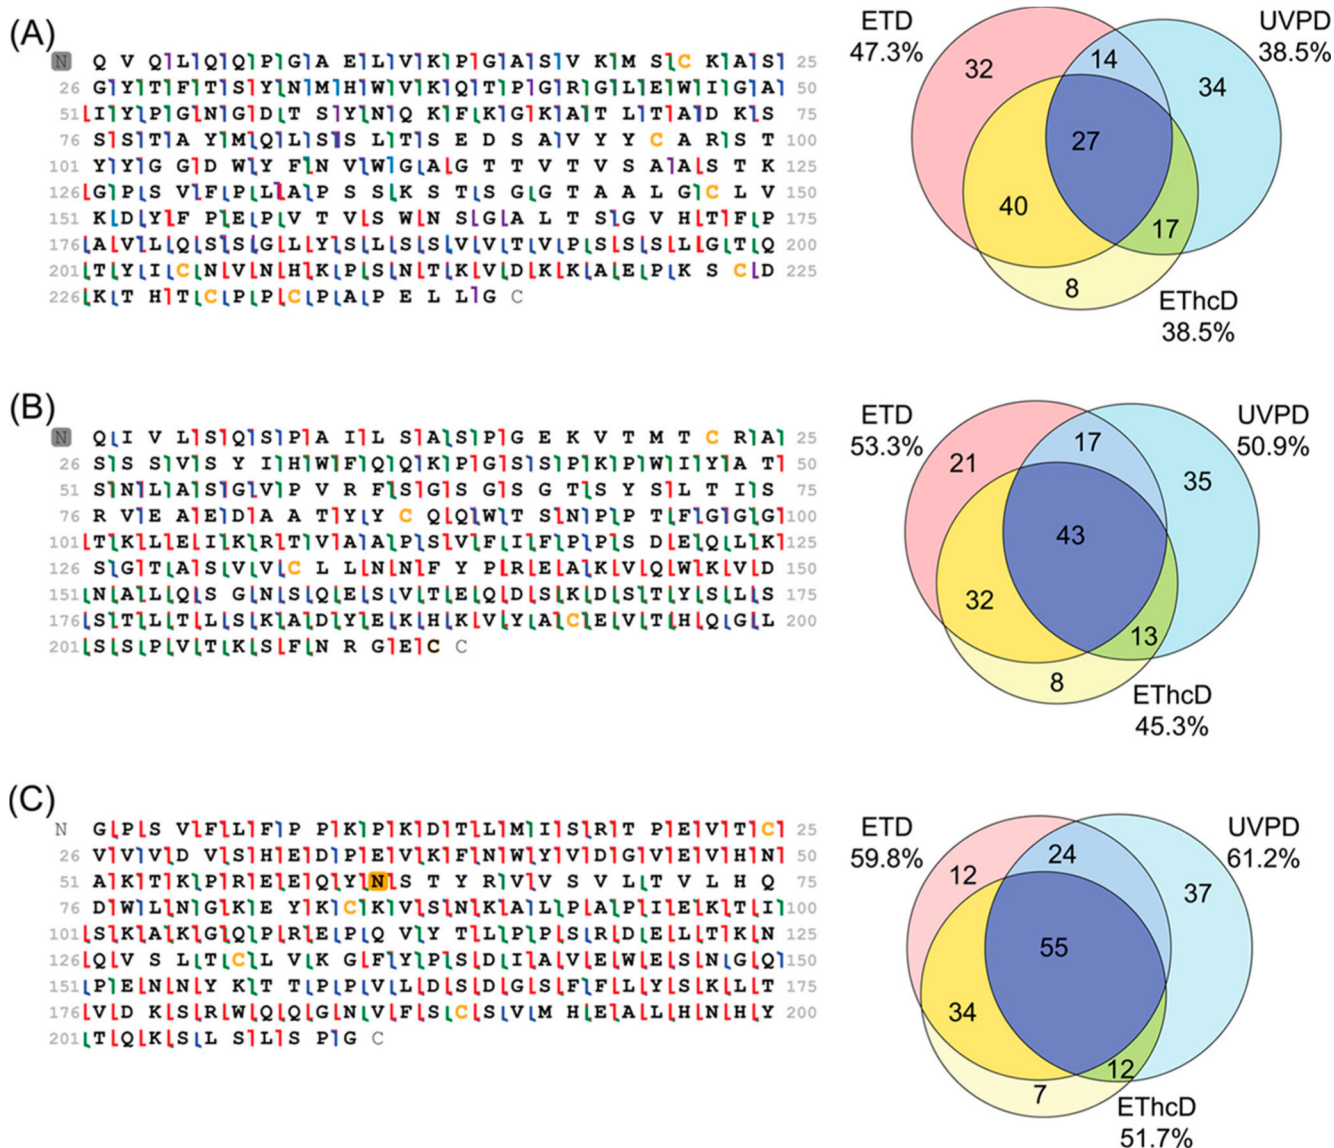 (A)
N Q V Q L Q Q P G A E L V K P G A S V K M S C K A S 25
26 G Y T F T S Y N M H W V K Q T P G R G L E W I G A 50
51 I Y P G N G D T S Y N Q K F K G K A T L T A D K S 75
76 S S T A Y M Q L S S L T S E D S A V Y Y C A R S T 100
101 Y Y G G D W Y F N V W G A G T T V T V S A A S T K 125
126 G P S V F P L A P S S K S T S G G T A A L G C L V 150
151 K D Y F P E P V T V S W N S G A L T S G V H T F P 175
176 A V L Q S S G L Y S L S S V V T V P S S S L G T Q 200
201 T Y I C N V N H K P S N T K V D K K A E P K S C D 225
226 K T H T C P P C P A P E L L G C
ETD
47.3%
UVPD
38.5%
32
14
34
27
40
17
8
EThcD
38.5%
(B)
N Q I V L S Q S P A I L S A S P G E K V T M T C R A 25
26 S S S V S Y I H W F Q Q K P G S S P K P W I Y A T 50
51 S N L A S G V P V R F S G S G S G T S Y S L T I S 75
76 R V E A E D A A T Y Y C Q Q W T S N P P T F G G G 100
101 T K L E I K R T V A A P S V F I F P P S D E Q L K 125
126 S G T A S V V C L L N N F Y P R E A K V Q W K V D 150
151 N A L Q S G N S Q E S V T E Q D S K D S T Y S L S 175
176 S T L T L S K A D Y E K H K V Y A C E V T H Q G L 200
201 S S P V T K S F N R G E C C
ETD
53.3%
UVPD
50.9%
21
17
35
43
32
13
8
EThcD
45.3%
(C)
N G P S V F L F P P K P K D T L M I S R T P E V T C 25
26 V V V D V S H E D P E V K F N W Y V D G V E V H N 50
51 A K T K P R E E Q Y N S T Y R V V S V L T V L H Q 75
76 D W L N G K E Y K C K V S N K A L P A P I E K T I 100
101 S K A K G Q P R E P Q V Y T L P P S R D E L T K N 125
126 Q V S L T C L V K G F Y P S D I A V E W E S N G Q 150
151 P E N N Y K T T P P V L D S D G S F F L Y S K L T 175
176 V D K S R W Q Q G N V F S C S V M H E A L H N H Y 200
201 T Q K S L S L S P G C
ETD
59.8%
UVPD
61.2%
12
24
37
55
34
12
7
EThcD
51.7%